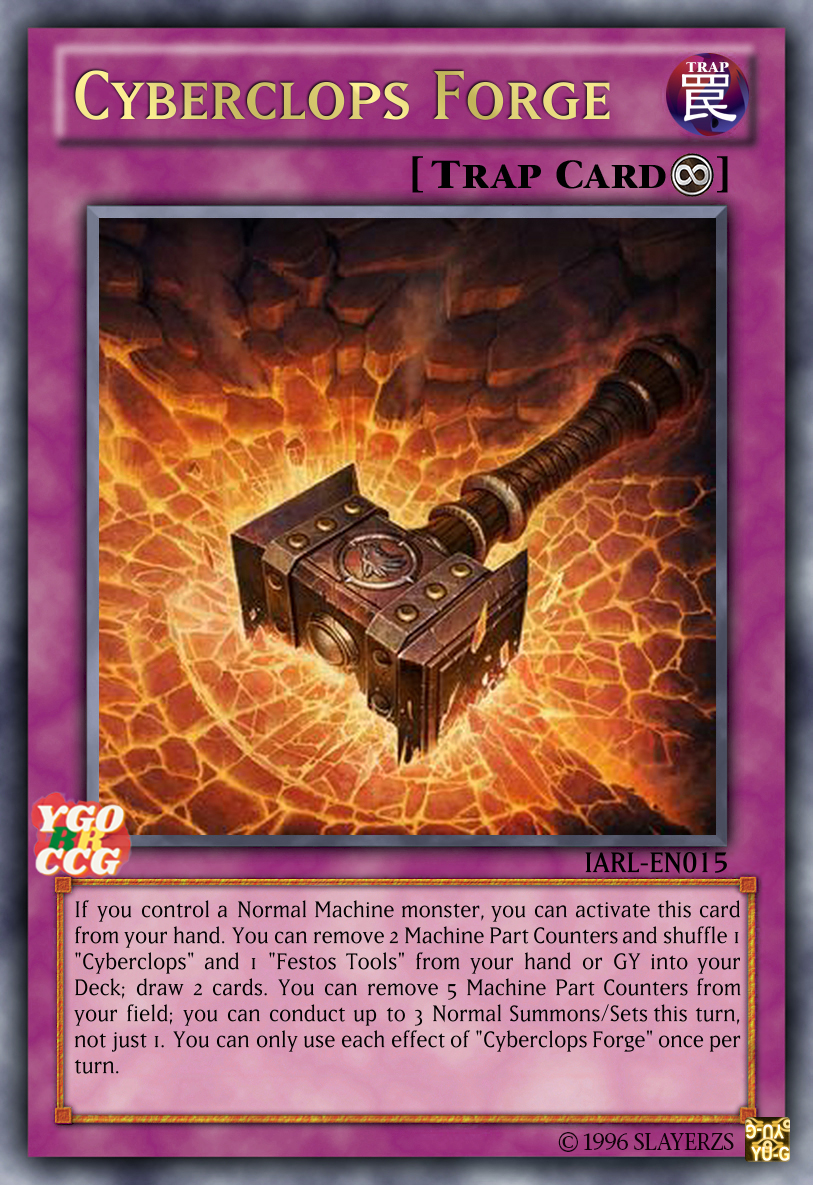 Cyberclops Forge
TRAP
罠
[Trap Card∞]
YGO
RR
CCG
IARL-EN015
If you control a Normal Machine monster, you can activate this card
from your hand. You can remove 2 Machine Part Counters and shuffle 1
"Cyberclops" and 1 "Festos Tools" from your hand or GY into your
Deck; draw 2 cards. You can remove 5 Machine Part Counters from
your field; you can conduct up to 3 Normal Summons/Sets this turn,
not just 1. You can only use each effect of "Cyberclops Forge" once per
turn.
© 1996 SLAYERZS